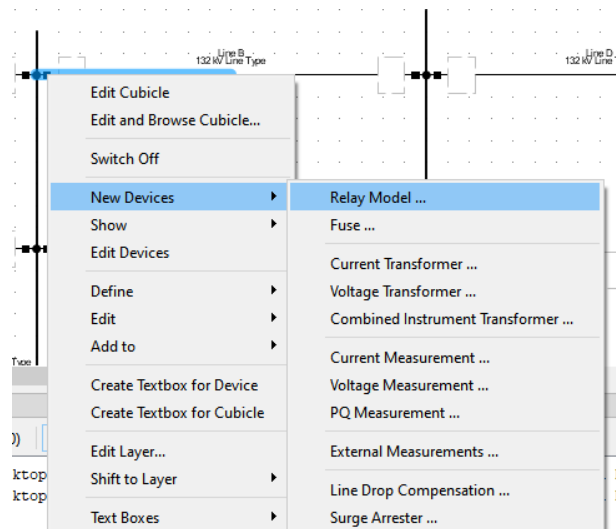 Line B
132 kV Line Type
Line D
132 kV Line
Edit Cubicle
Edit and Browse Cubicle...
Switch Off
New Devices
Show
Edit Devices
Define
Edit
Add to
Create Textbox for Device
Create Textbox for Cubicle
Edit Layer...
Shift to Layer
Text Boxes
Relay Model ...
Fuse ...
Current Transformer ...
Voltage Transformer ...
Combined Instrument Transformer ...
Current Measurement ...
Voltage Measurement ...
PQ Measurement ...
External Measurements ...
Line Drop Compensation ...
Surge Arrester ...
Type
ktop
ktop